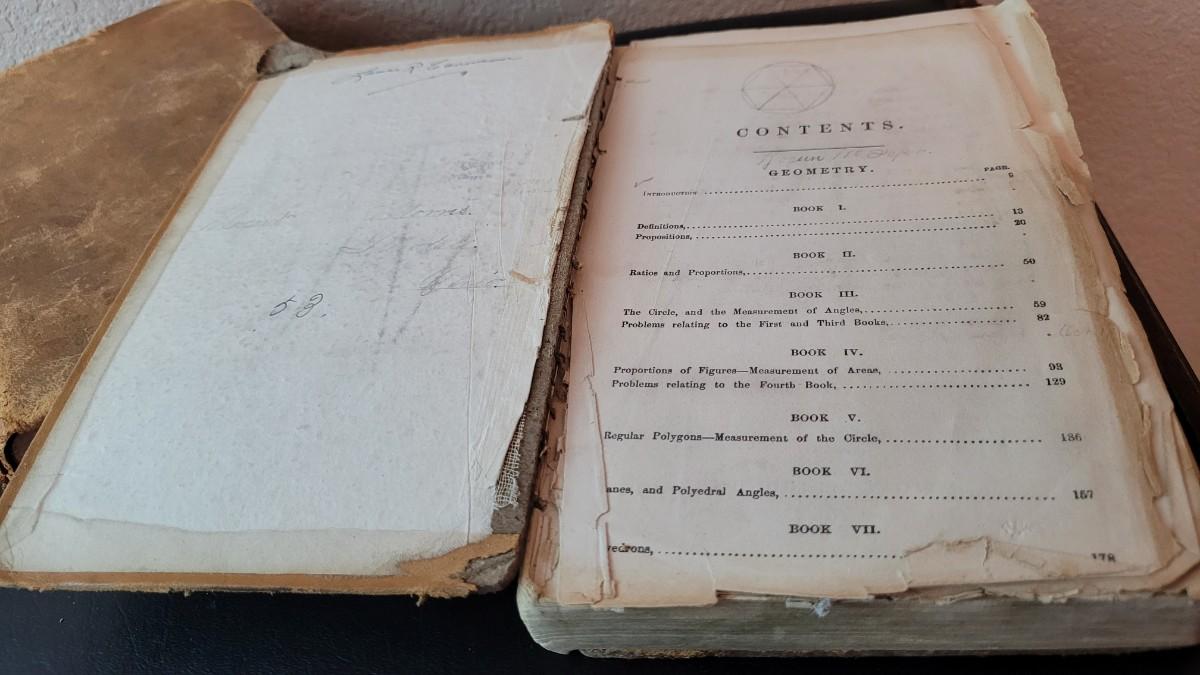 53.
CONTENTS.
GEOMETRY.
PAGE.
INTRODUCTION ........ 9
BOOK I.
Definitions,........ 13
Propositions,........ 20
BOOK II.
Ratios and Proportions,........ 50
BOOK III.
The Circle, and the Measurement of Angles,........ 59
Problems relating to the First and Third Books,........ 82
BOOK IV.
Proportions of Figures—Measurement of Areas,........ 93
Problems relating to the Fourth Book,........ 129
BOOK V.
Regular Polygons—Measurement of the Circle,........ 136
BOOK VI.
anes, and Polyedral Angles,........ 157
BOOK VII.
edrons,........ 178